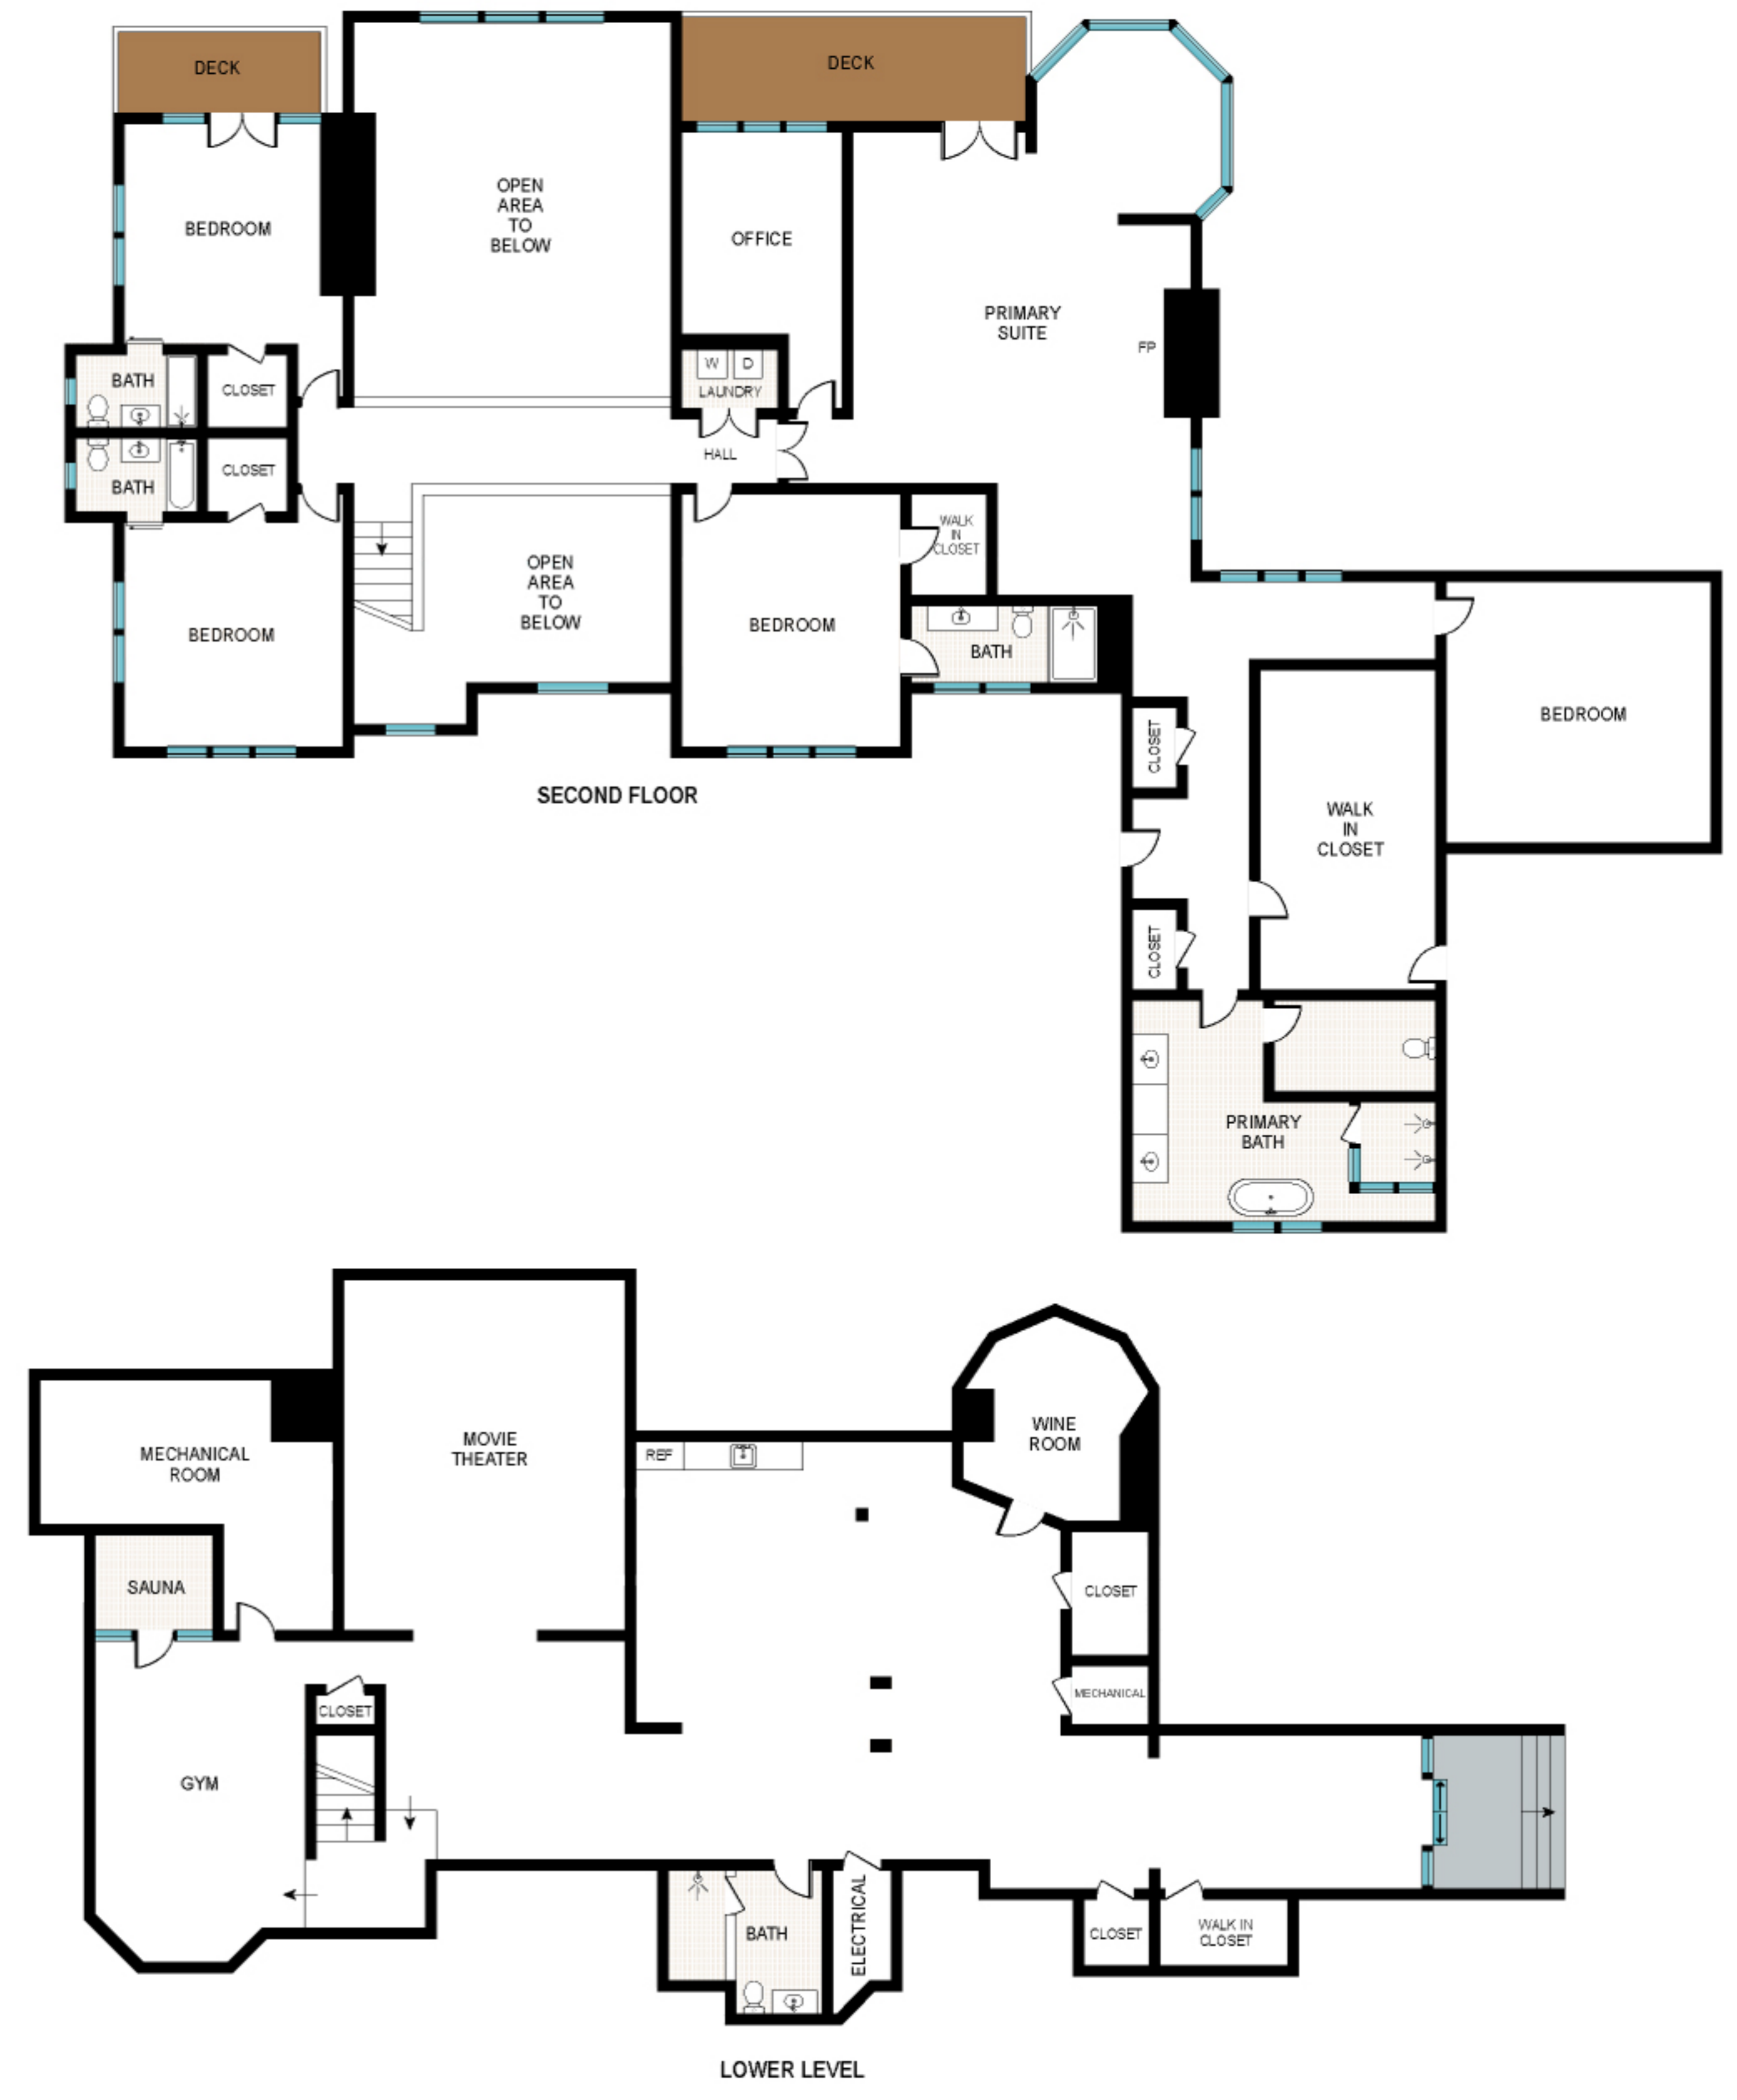 DECK
DECK
BEDROOM
OPEN
AREA
TO
BELOW
OFFICE
PRIMARY
SUITE
FP
W D
LAUNDRY
BATH
CLOSET
HALL
CLOSET
BATH
WALK
IN
CLOSET
OPEN
AREA
TO
BELOW
BEDROOM
BEDROOM
BATH
BEDROOM
CLOSET
SECOND FLOOR
WALK
IN
CLOSET
CLOSET
PRIMARY
BATH
MOVIE
THEATER
MECHANICAL
ROOM
REF
WINE
ROOM
SAUNA
CLOSET
MECHANICAL
CLOSET
GYM
BATH
ELECTRICAL
CLOSET
WALK IN
CLOSET
LOWER LEVEL